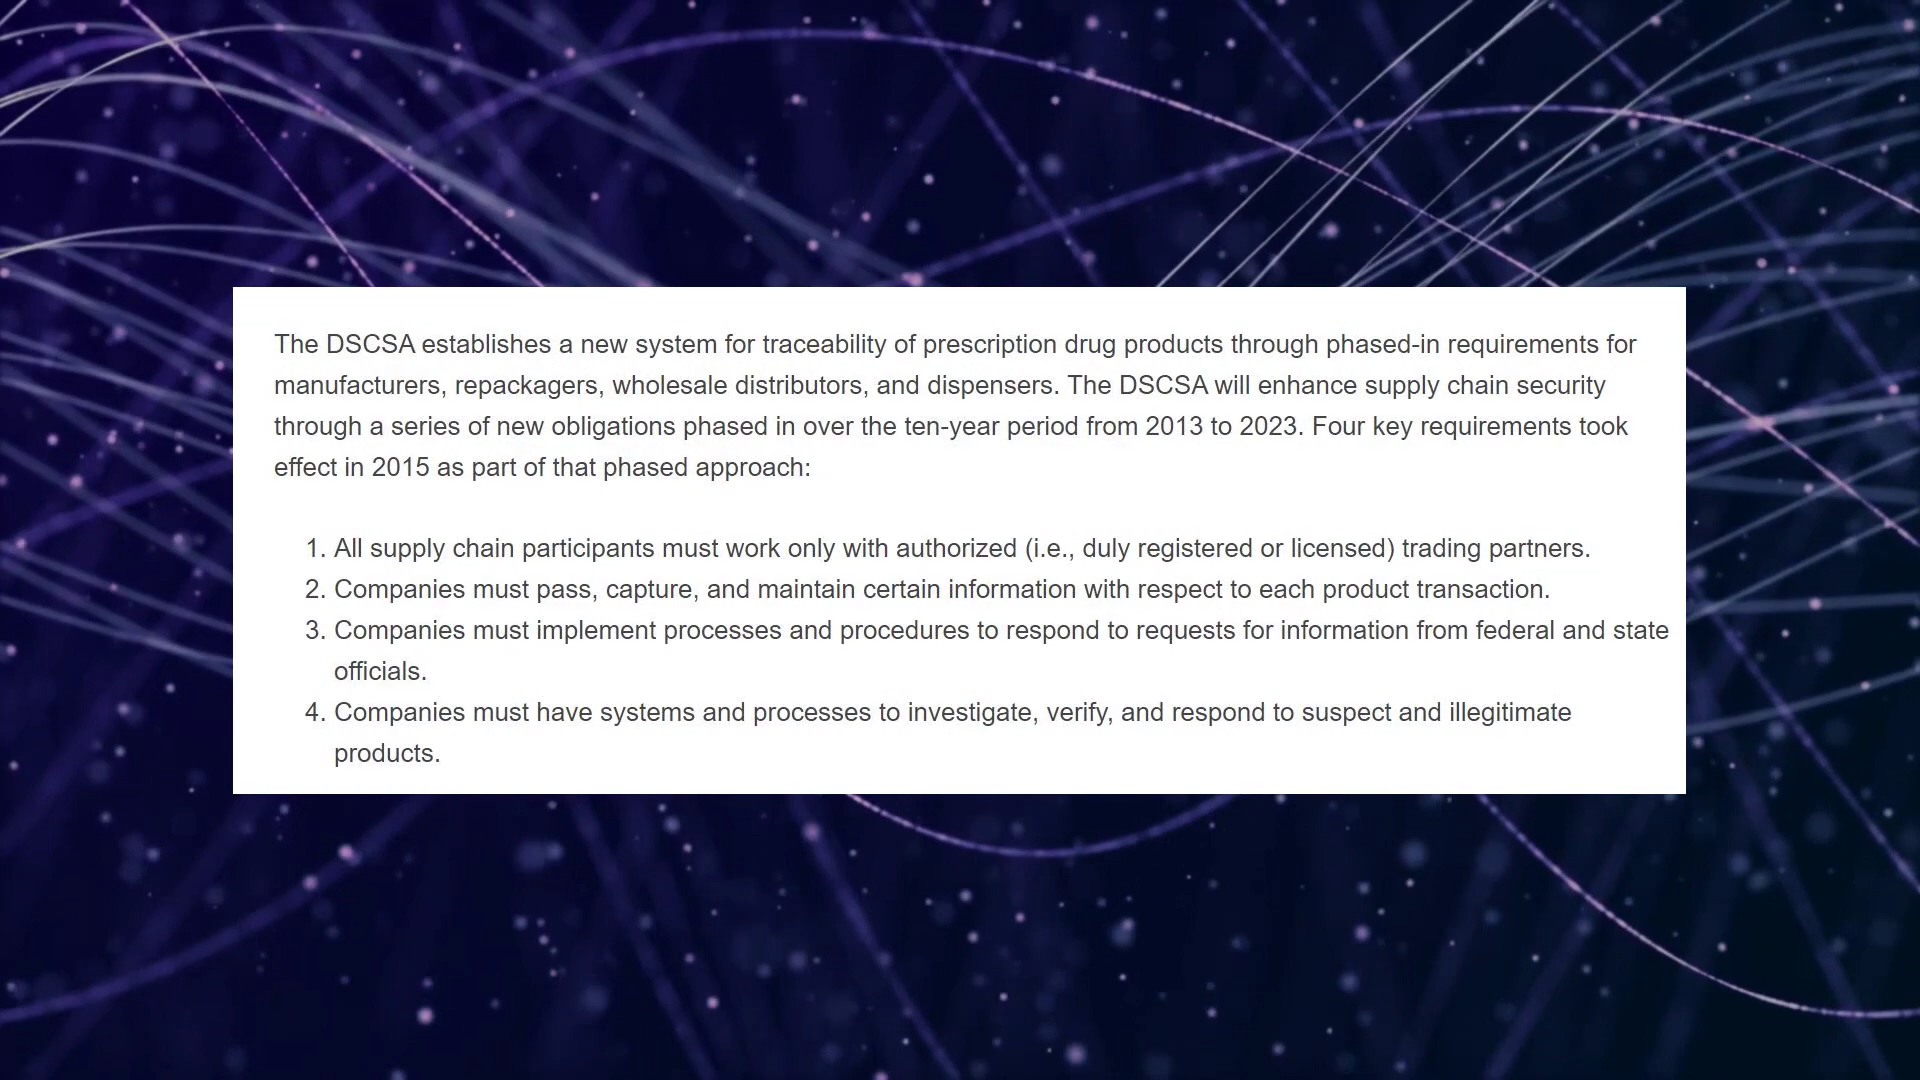 The DSCSA establishes a new system for traceability of prescription drug products through phased-in requirements for
manufacturers, repackagers, wholesale distributors, and dispensers. The DSCSA will enhance supply chain security
through a series of new obligations phased in over the ten-year period from 2013 to 2023. Four key requirements took
effect in 2015 as part of that phased approach:
1. All supply chain participants must work only with authorized (i.e., duly registered or licensed) trading partners.
2. Companies must pass, capture, and maintain certain information with respect to each product transaction.
3. Companies must implement processes and procedures to respond to requests for information from federal and state
officials.
4. Companies must have systems and processes to investigate, verify, and respond to suspect and illegitimate
products.